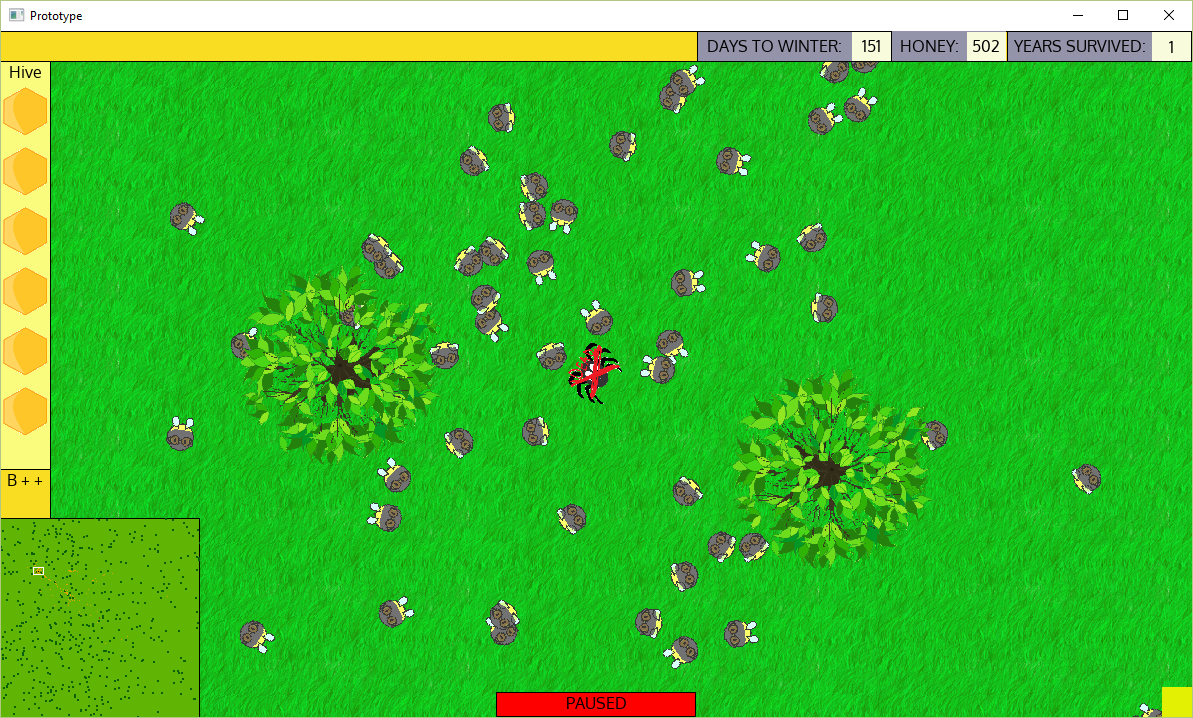 Prototype
DAYS TO WINTER: 151 HONEY: 502 YEARS SURVIVED: 1
Hive
B + +
PAUSED